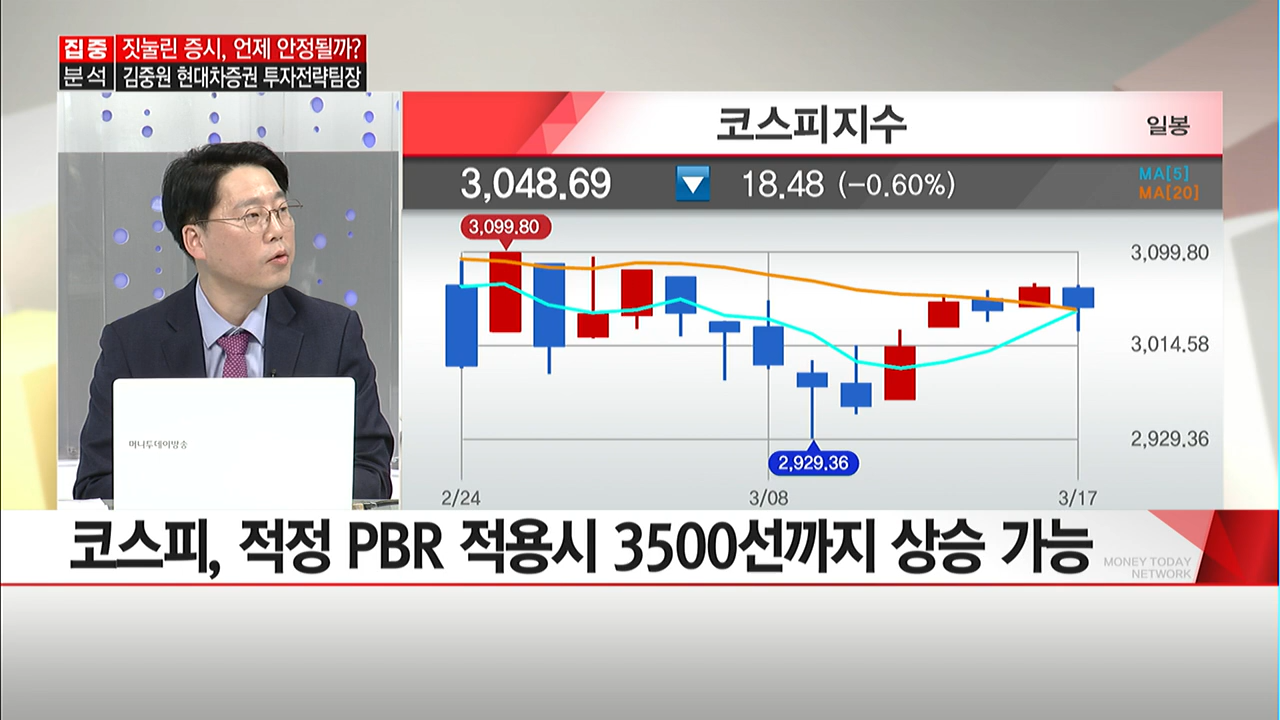 집중 짓눌린 증시, 언제 안정될까?
분석 김중원 현대차증권 투자전략팀장
코스피지수 일봉
3,048.69 ▼ 18.48 (-0.60%)
MA[5]
MA[20]
3,099.80
3,099.80
3,014.58
2,929.36
2,929.36
2/24 3/08 3/17
머니투데이방송
코스피, 적정 PBR 적용시 3500선까지 상승 가능
MONEY TODAY
NETWORK